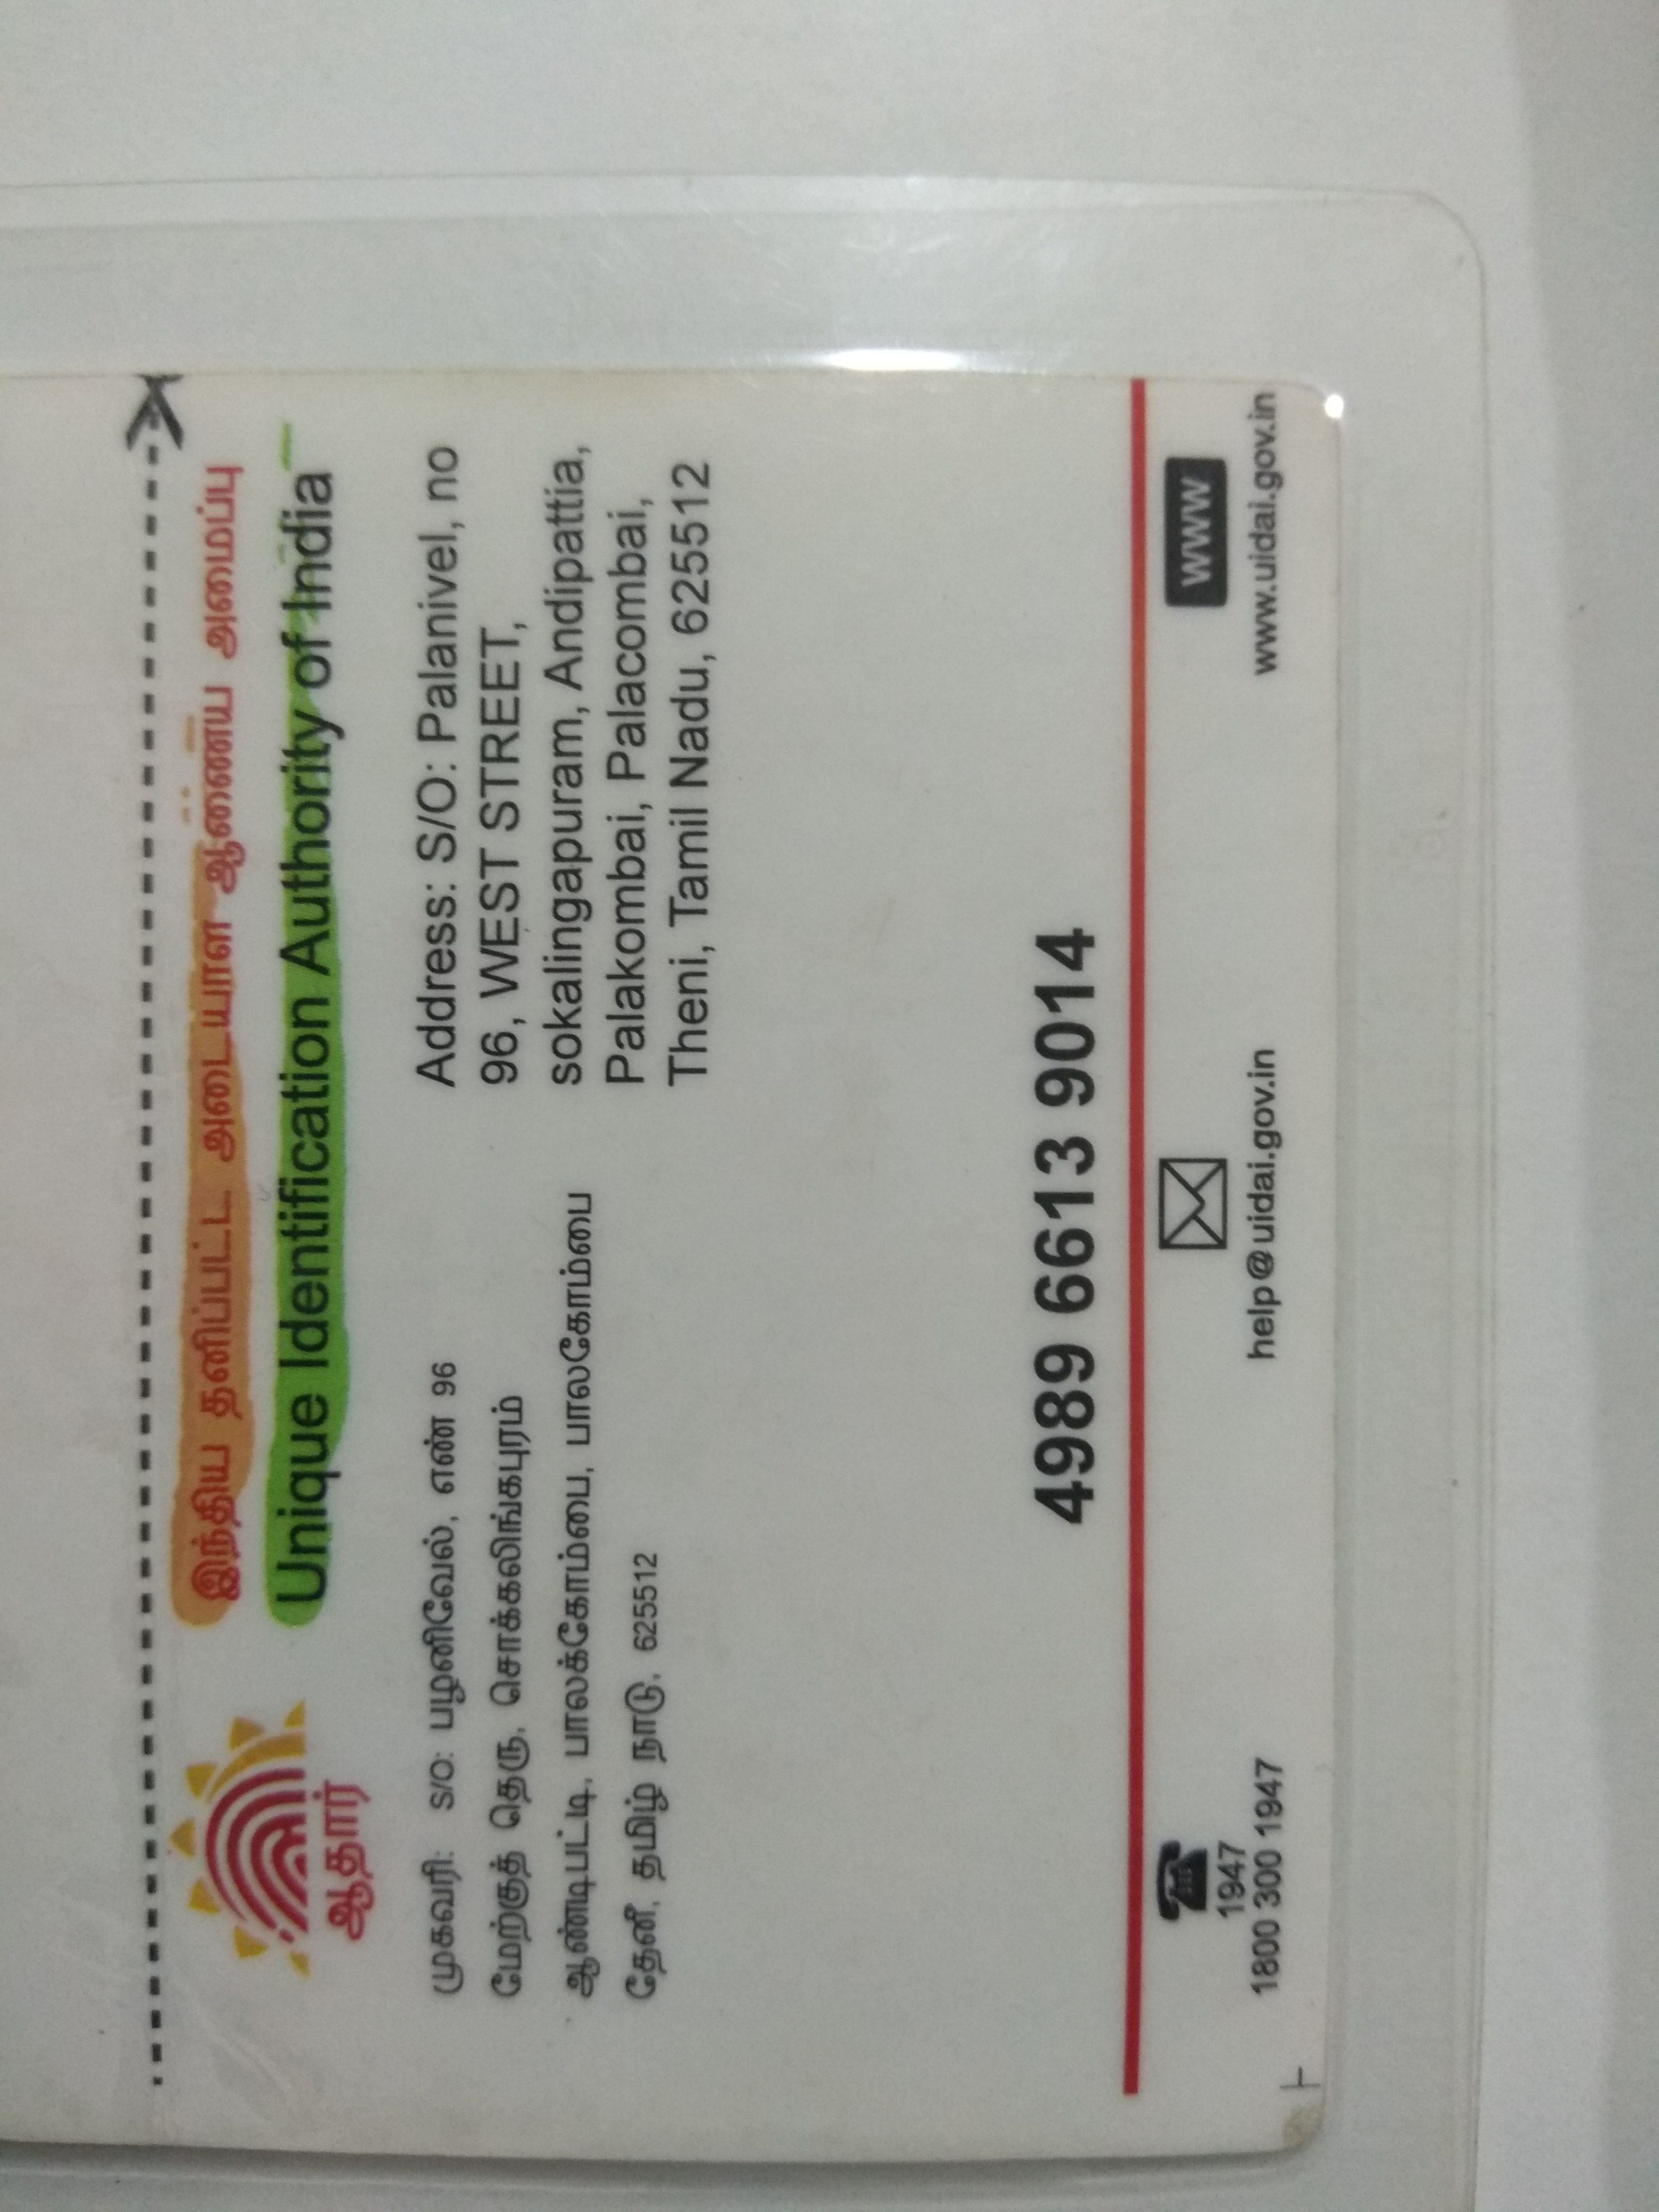 இந்திய தனிப்பட்ட அடையாள ஆணைய அமைப்பு
Unique Identification Authority of India
ஆதார்
முகவரி: S/O: பழனிவேல், எண் 96
மேற்குத் தெரு, சொக்கலிங்கபுரம்
ஆண்டிபட்டி, பாலக்கோம்பை, பாலகோம்பை
தேனீ, தமிழ் நாடு, 625512
Address: S/O: Palanivel, no
96, WEST STREET,
sokalingapuram, Andipattia,
Palakombai, Palacombai,
Theni, Tamil Nadu, 625512
4989 6613 9014
1947
1800 300 1947
help@uidai.gov.in
WWW
www.uidai.gov.in